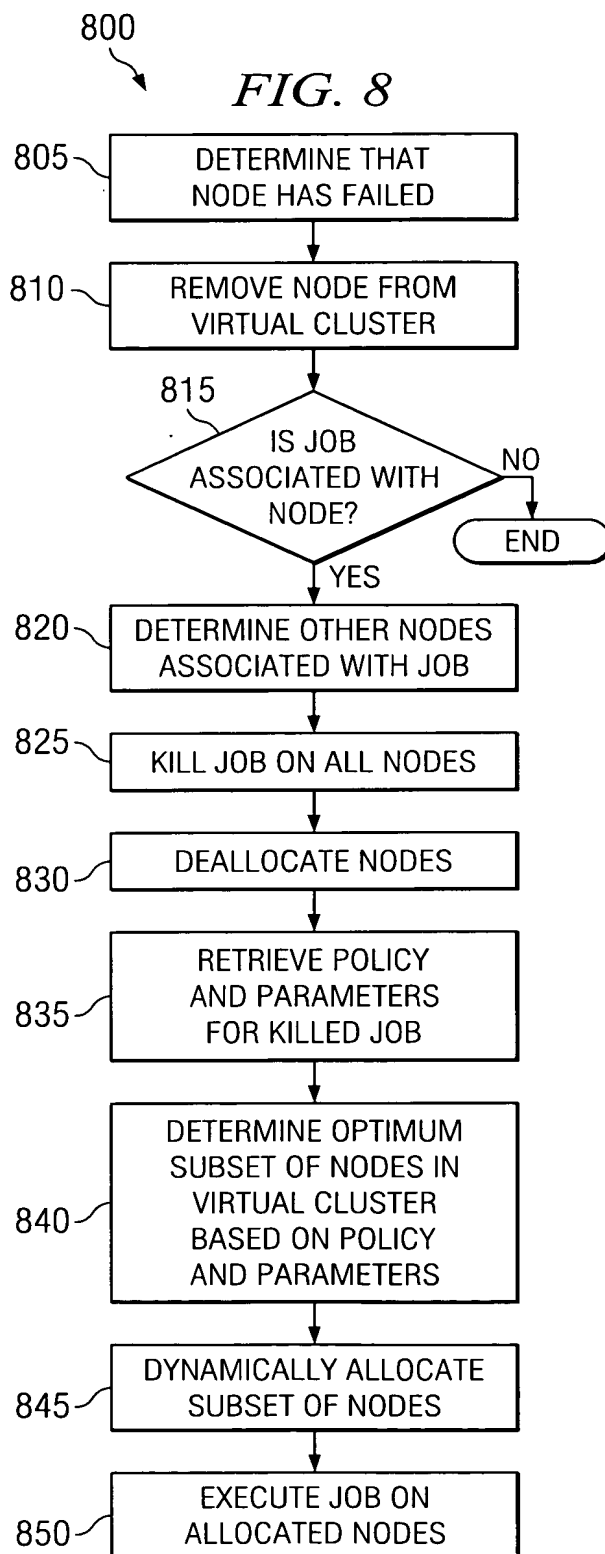 800
FIG. 8
805
DETERMINE THAT
NODE HAS FAILED
810
REMOVE NODE FROM
VIRTUAL CLUSTER
815
IS JOB
ASSOCIATED WITH
NODE?
NO
END
YES
820
DETERMINE OTHER NODES
ASSOCIATED WITH JOB
825
KILL JOB ON ALL NODES
830
DEALLOCATE NODES
835
RETRIEVE POLICY
AND PARAMETERS
FOR KILLED JOB
840
DETERMINE OPTIMUM
SUBSET OF NODES IN
VIRTUAL CLUSTER
BASED ON POLICY
AND PARAMETERS
845
DYNAMICALLY ALLOCATE
SUBSET OF NODES
850
EXECUTE JOB ON
ALLOCATED NODES